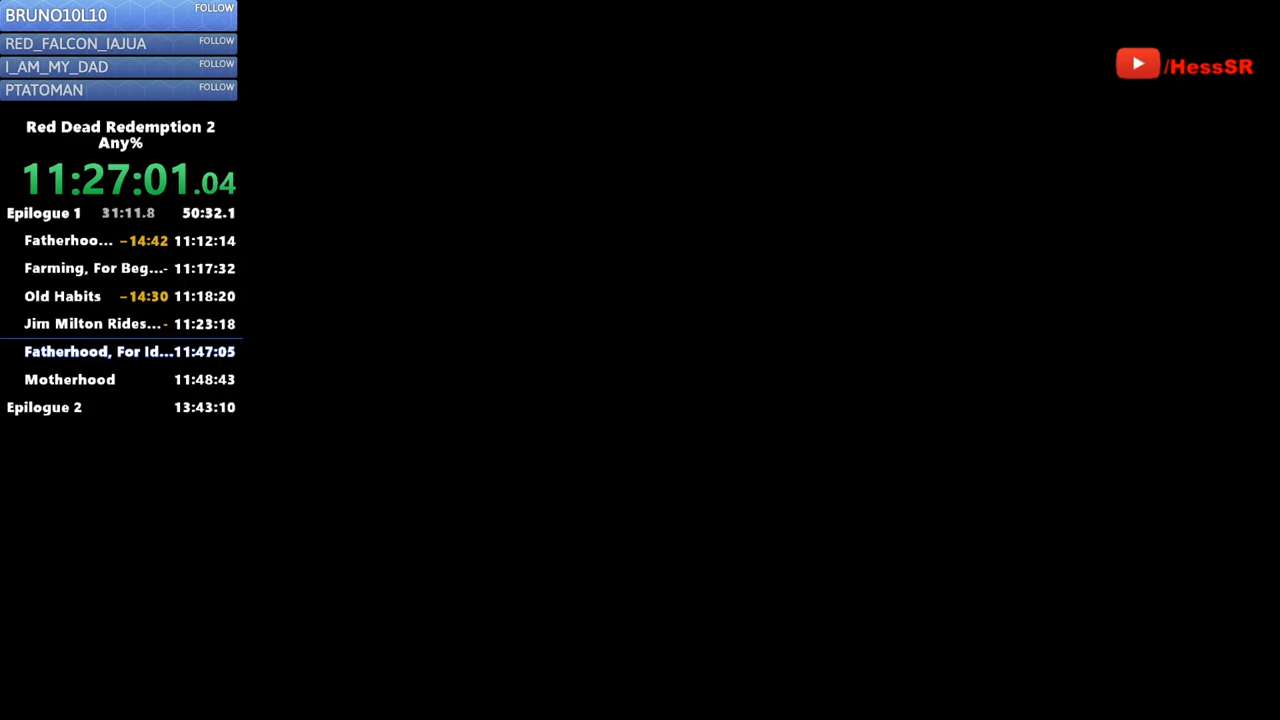 BRUNO10L10 FOLLOW
RED_FALCON_IAJUA FOLLOW
I_AM_MY_DAD FOLLOW
PTATOMAN FOLLOW
/HessSR
Red Dead Redemption 2
Any%
11:27:01.04
Epilogue 1 31:11.8 50:32.1
Fatherhoo... −14:42 11:12:14
Farming, For Beg...- 11:17:32
Old Habits −14:30 11:18:20
Jim Milton Rides...- 11:23:18
Fatherhood, For Id...11:47:05
Motherhood 11:48:43
Epilogue 2 13:43:10